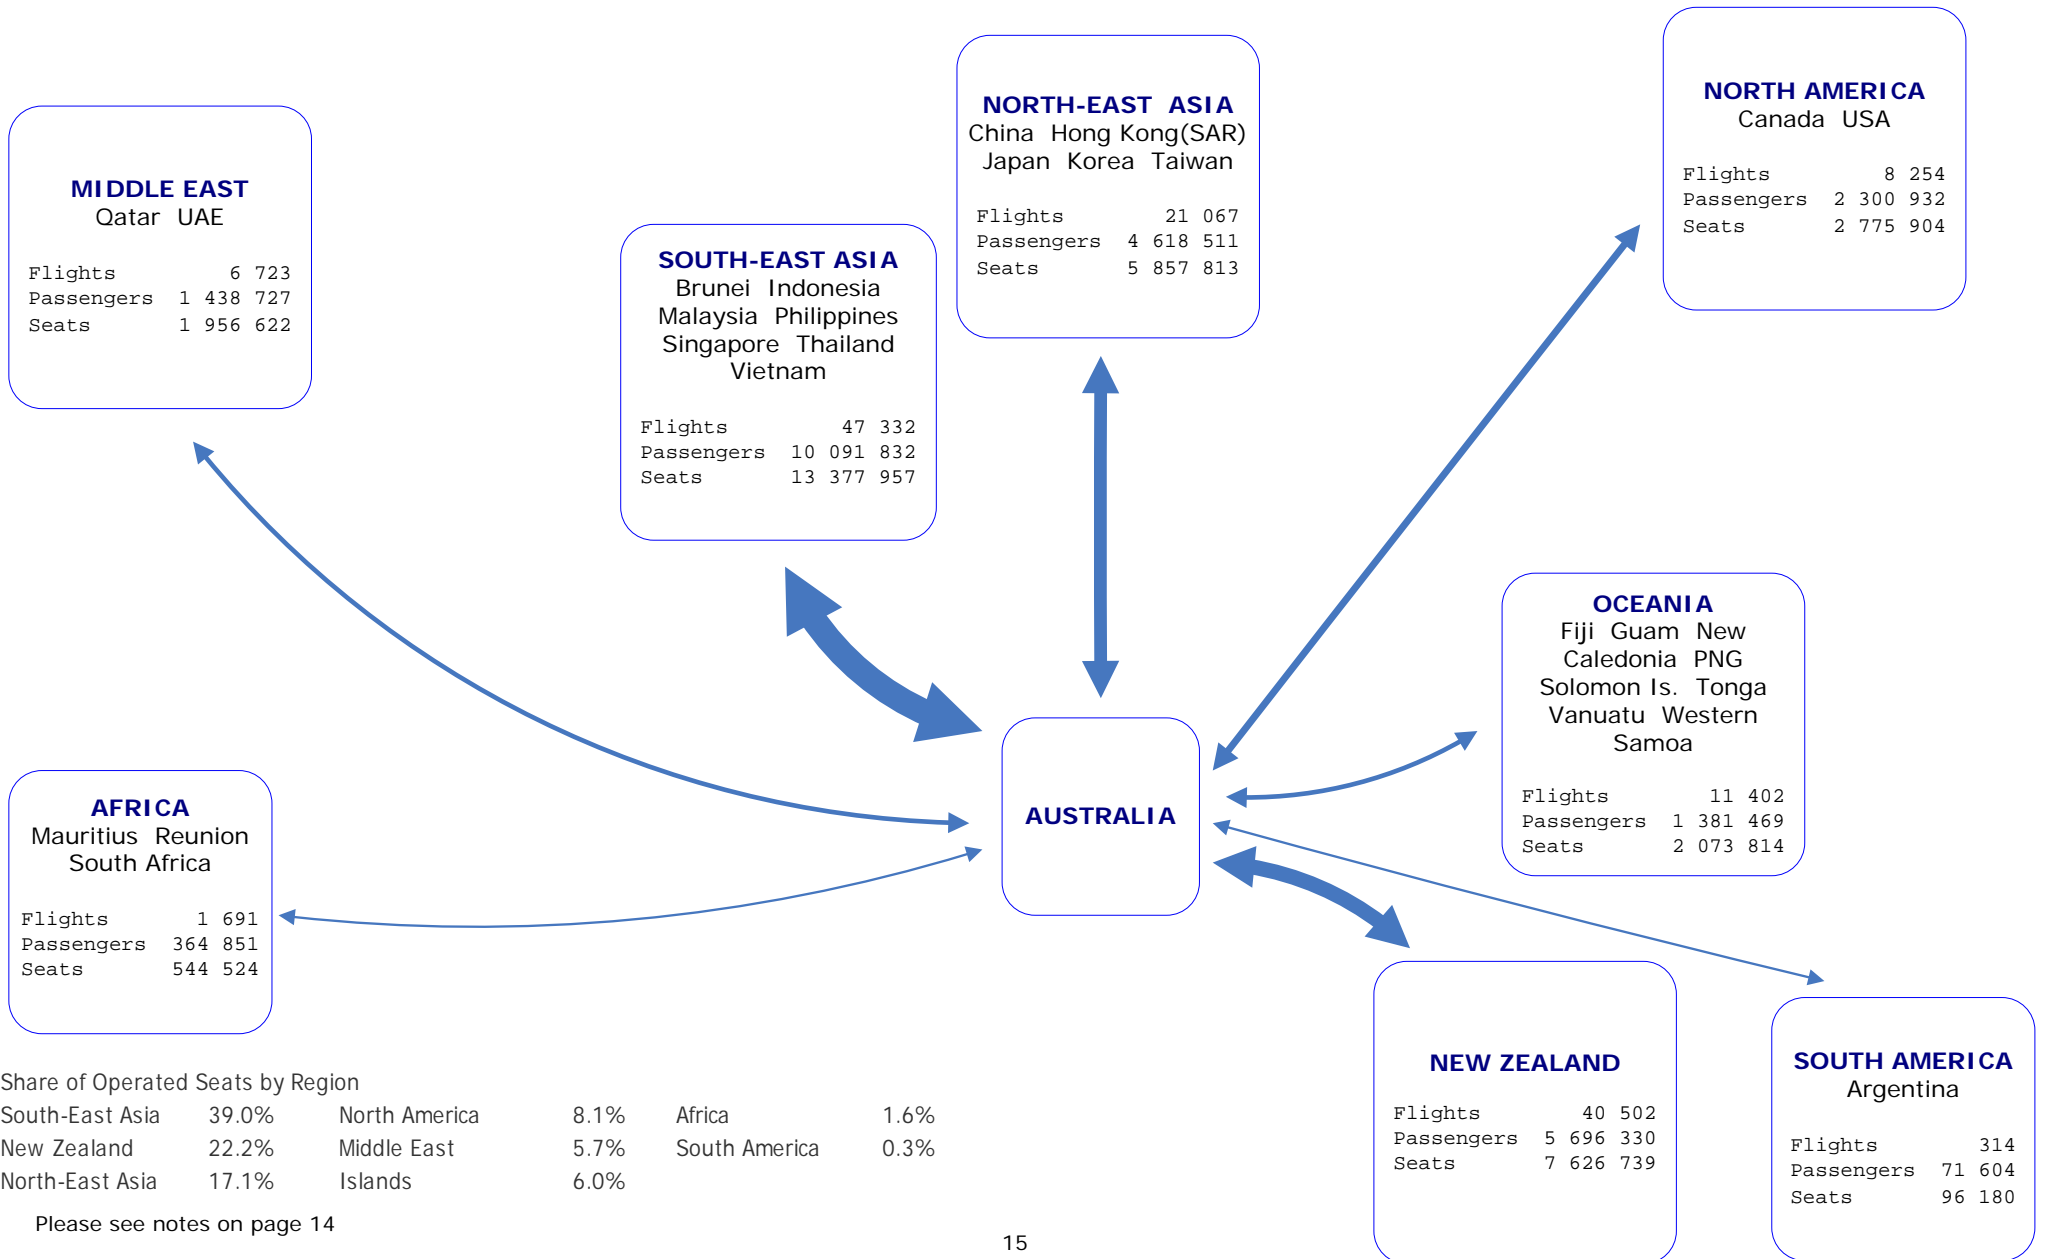 NORTH AMERICA
Canada USA
Flights 8 254
Passengers 2 300 932
Seats 2 775 904
NORTH-EAST ASIA
China Hong Kong(SAR)
Japan Korea Taiwan
Flights 21 067
Passengers 4 618 511
Seats 5 857 813
MIDDLE EAST
Qatar UAE
Flights 6 723
Passengers 1 438 727
Seats 1 956 622
SOUTH-EAST ASIA
Brunei Indonesia
Malaysia Philippines
Singapore Thailand
Vietnam
Flights 47 332
Passengers 10 091 832
Seats 13 377 957
OCEANIA
Fiji Guam New
Caledonia PNG
Solomon Is. Tonga
Vanuatu Western
Samoa
Flights 11 402
Passengers 1 381 469
Seats 2 073 814
AUSTRALIA
AFRICA
Mauritius Reunion
South Africa
Flights 1 691
Passengers 364 851
Seats 544 524
NEW ZEALAND
Flights 40 502
Passengers 5 696 330
Seats 7 626 739
SOUTH AMERICA
Argentina
Flights 314
Passengers 71 604
Seats 96 180
Share of Operated Seats by Region
South-East Asia 39.0% North America 8.1% Africa 1.6%
New Zealand 22.2% Middle East 5.7% South America 0.3%
North-East Asia 17.1% Islands 6.0%
Please see notes on page 14
15